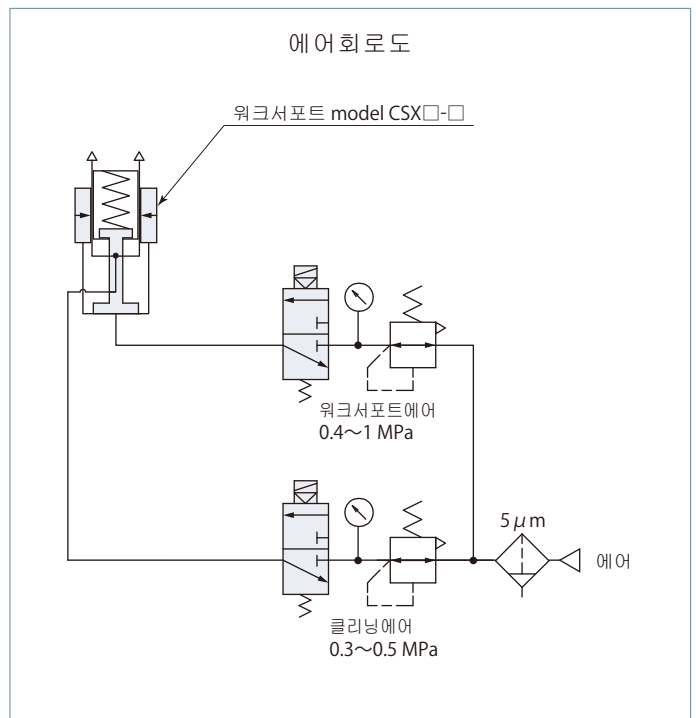 에어회로도
워크서포트 model CSX□-□
워크서포트에어
0.4～1 MPa
5μm
에어
클리닝에어
0.3～0.5 MPa